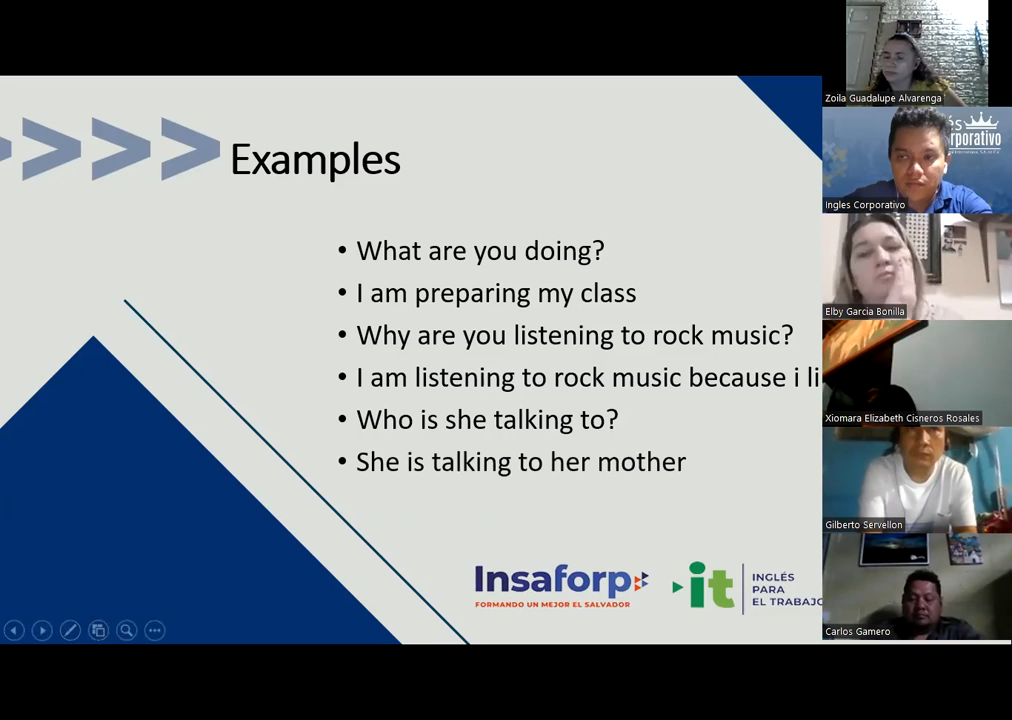 Examples
• What are you doing?
• I am preparing my class
• Why are you listening to rock music?
• I am listening to rock music because i li
• Who is she talking to?
• She is talking to her mother
Insaforp
FORMANDO UN MEJOR EL SALVADOR
it
INGLÉS
PARA
EL TRABAJO
Zoila Guadalupe Alvarenga
Ingles Corporativo
Elby Garcia Bonilla
Xiomara Elizabeth Cisneros Rosales
Gilberto Servellon
Carlos Gamero